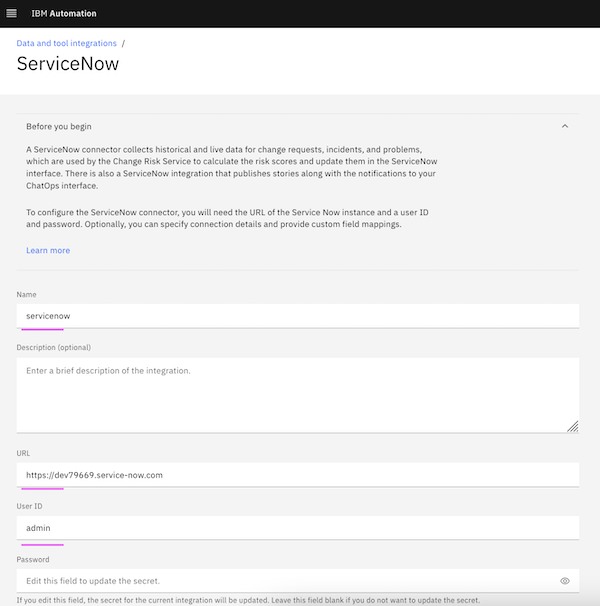 IBM Automation
Data and tool integrations /
ServiceNow
Before you begin
A ServiceNow connector collects historical and live data for change requests, incidents, and problems,
which are used by the Change Risk Service to calculate the risk scores and update them in the ServiceNow
interface. There is also a ServiceNow integration that publishes stories along with the notifications to your
ChatOps interface.
To configure the ServiceNow connector, you will need the URL of the Service Now instance and a user ID
and password. Optionally, you can specify connection details and provide custom field mappings.
Learn more
Name
servicenow
Description (optional)
Enter a brief description of the integration.
URL
https://dev79669.service-now.com
User ID
admin
Password
Edit this field to update the secret.
If you edit this field, the secret for the current integration will be updated. Leave this field blank if you do not want to update the secret.